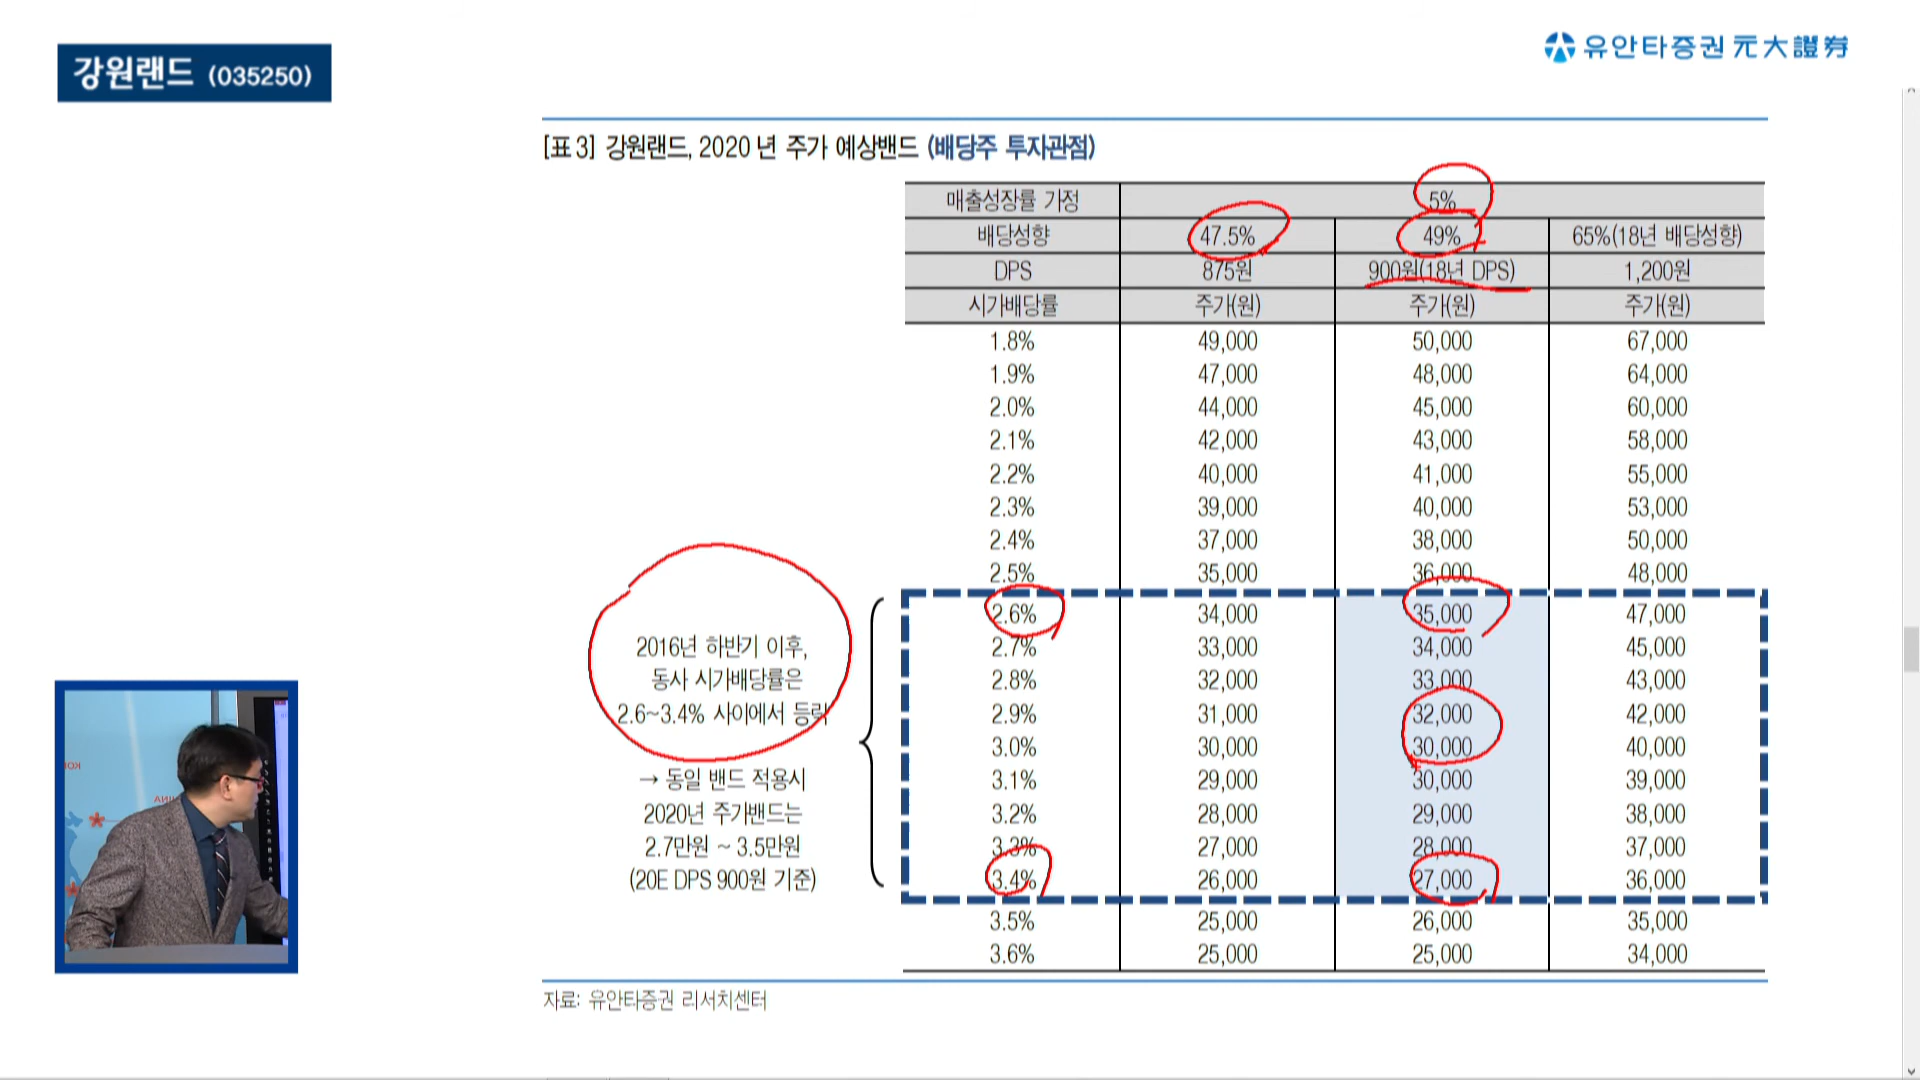 강원랜드 (035250)
유안타증권 元大證券
[표 3] 강원랜드, 2020년 주가 예상밴드 (배당주 투자관점)
매출성장률 가정 5%
배당성향 47.5% 49% 65%(18년 배당성향)
DPS 875원 900원(18년 DPS) 1,200원
시가배당률 주가(원) 주가(원) 주가(원)
1.8% 49,000 50,000 67,000
1.9% 47,000 48,000 64,000
2.0% 44,000 45,000 60,000
2.1% 42,000 43,000 58,000
2.2% 40,000 41,000 55,000
2.3% 39,000 40,000 53,000
2.4% 37,000 38,000 50,000
2.5% 35,000 36,000 48,000
2.6% 34,000 35,000 47,000
2.7% 33,000 34,000 45,000
2.8% 32,000 33,000 43,000
2.9% 31,000 32,000 42,000
3.0% 30,000 30,000 40,000
3.1% 29,000 30,000 39,000
3.2% 28,000 29,000 38,000
3.3% 27,000 28,000 37,000
3.4% 26,000 27,000 36,000
3.5% 25,000 26,000 35,000
3.6% 25,000 25,000 34,000
2016년 하반기 이후,
동사 시가배당률은
2.6~3.4% 사이에서 등락
→ 동일 밴드 적용시
2020년 주가밴드는
2.7만원 ~ 3.5만원
(20E DPS 900원 기준)
자료: 유안타증권 리서치센터